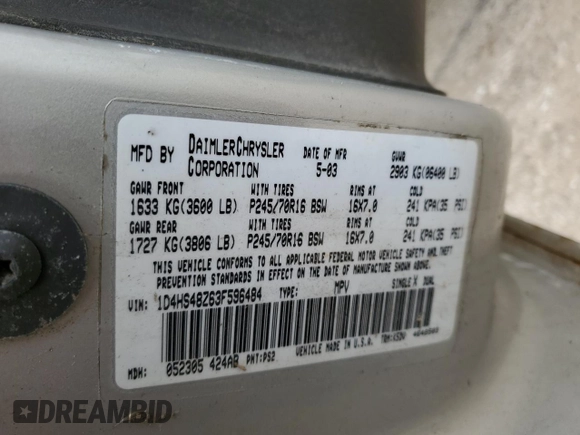 MFD BY DAIMLERCHRYSLER CORPORATION DATE OF MFR 5-03 GVWR 2903 KG(06400 LB)
GAWR FRONT WITH TIRES RIMS AT COLD
1633 KG(3600 LB) P245/70R16 BSW 16X7.0 241 KPA(35 PSI)
GAWR REAR WITH TIRES RIMS AT COLD
1727 KG(3806 LB) P245/70R16 BSW 16X7.0 241 KPA(35 PSI)
THIS VEHICLE CONFORMS TO ALL APPLICABLE FEDERAL MOTOR VEHICLE SAFETY AND THEFT
PREVENTION STANDARDS IN EFFECT ON THE DATE OF MANUFACTURE SHOWN ABOVE.
VIN: 1D4HS48Z63F596484 TYPE: MPV SINGLE X DUAL
MDH: 052305 424AB PNT:PS2 VEHICLE MADE IN U.S.A.
DREAMBID